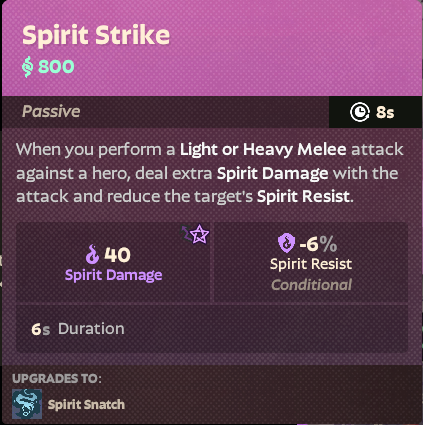 Spirit Strike
800
Passive
8s
When you perform a Light or Heavy Melee attack
against a hero, deal extra Spirit Damage with the
attack and reduce the target's Spirit Resist.
40
Spirit Damage
-6%
Spirit Resist
Conditional
6s Duration
UPGRADES TO:
Spirit Snatch